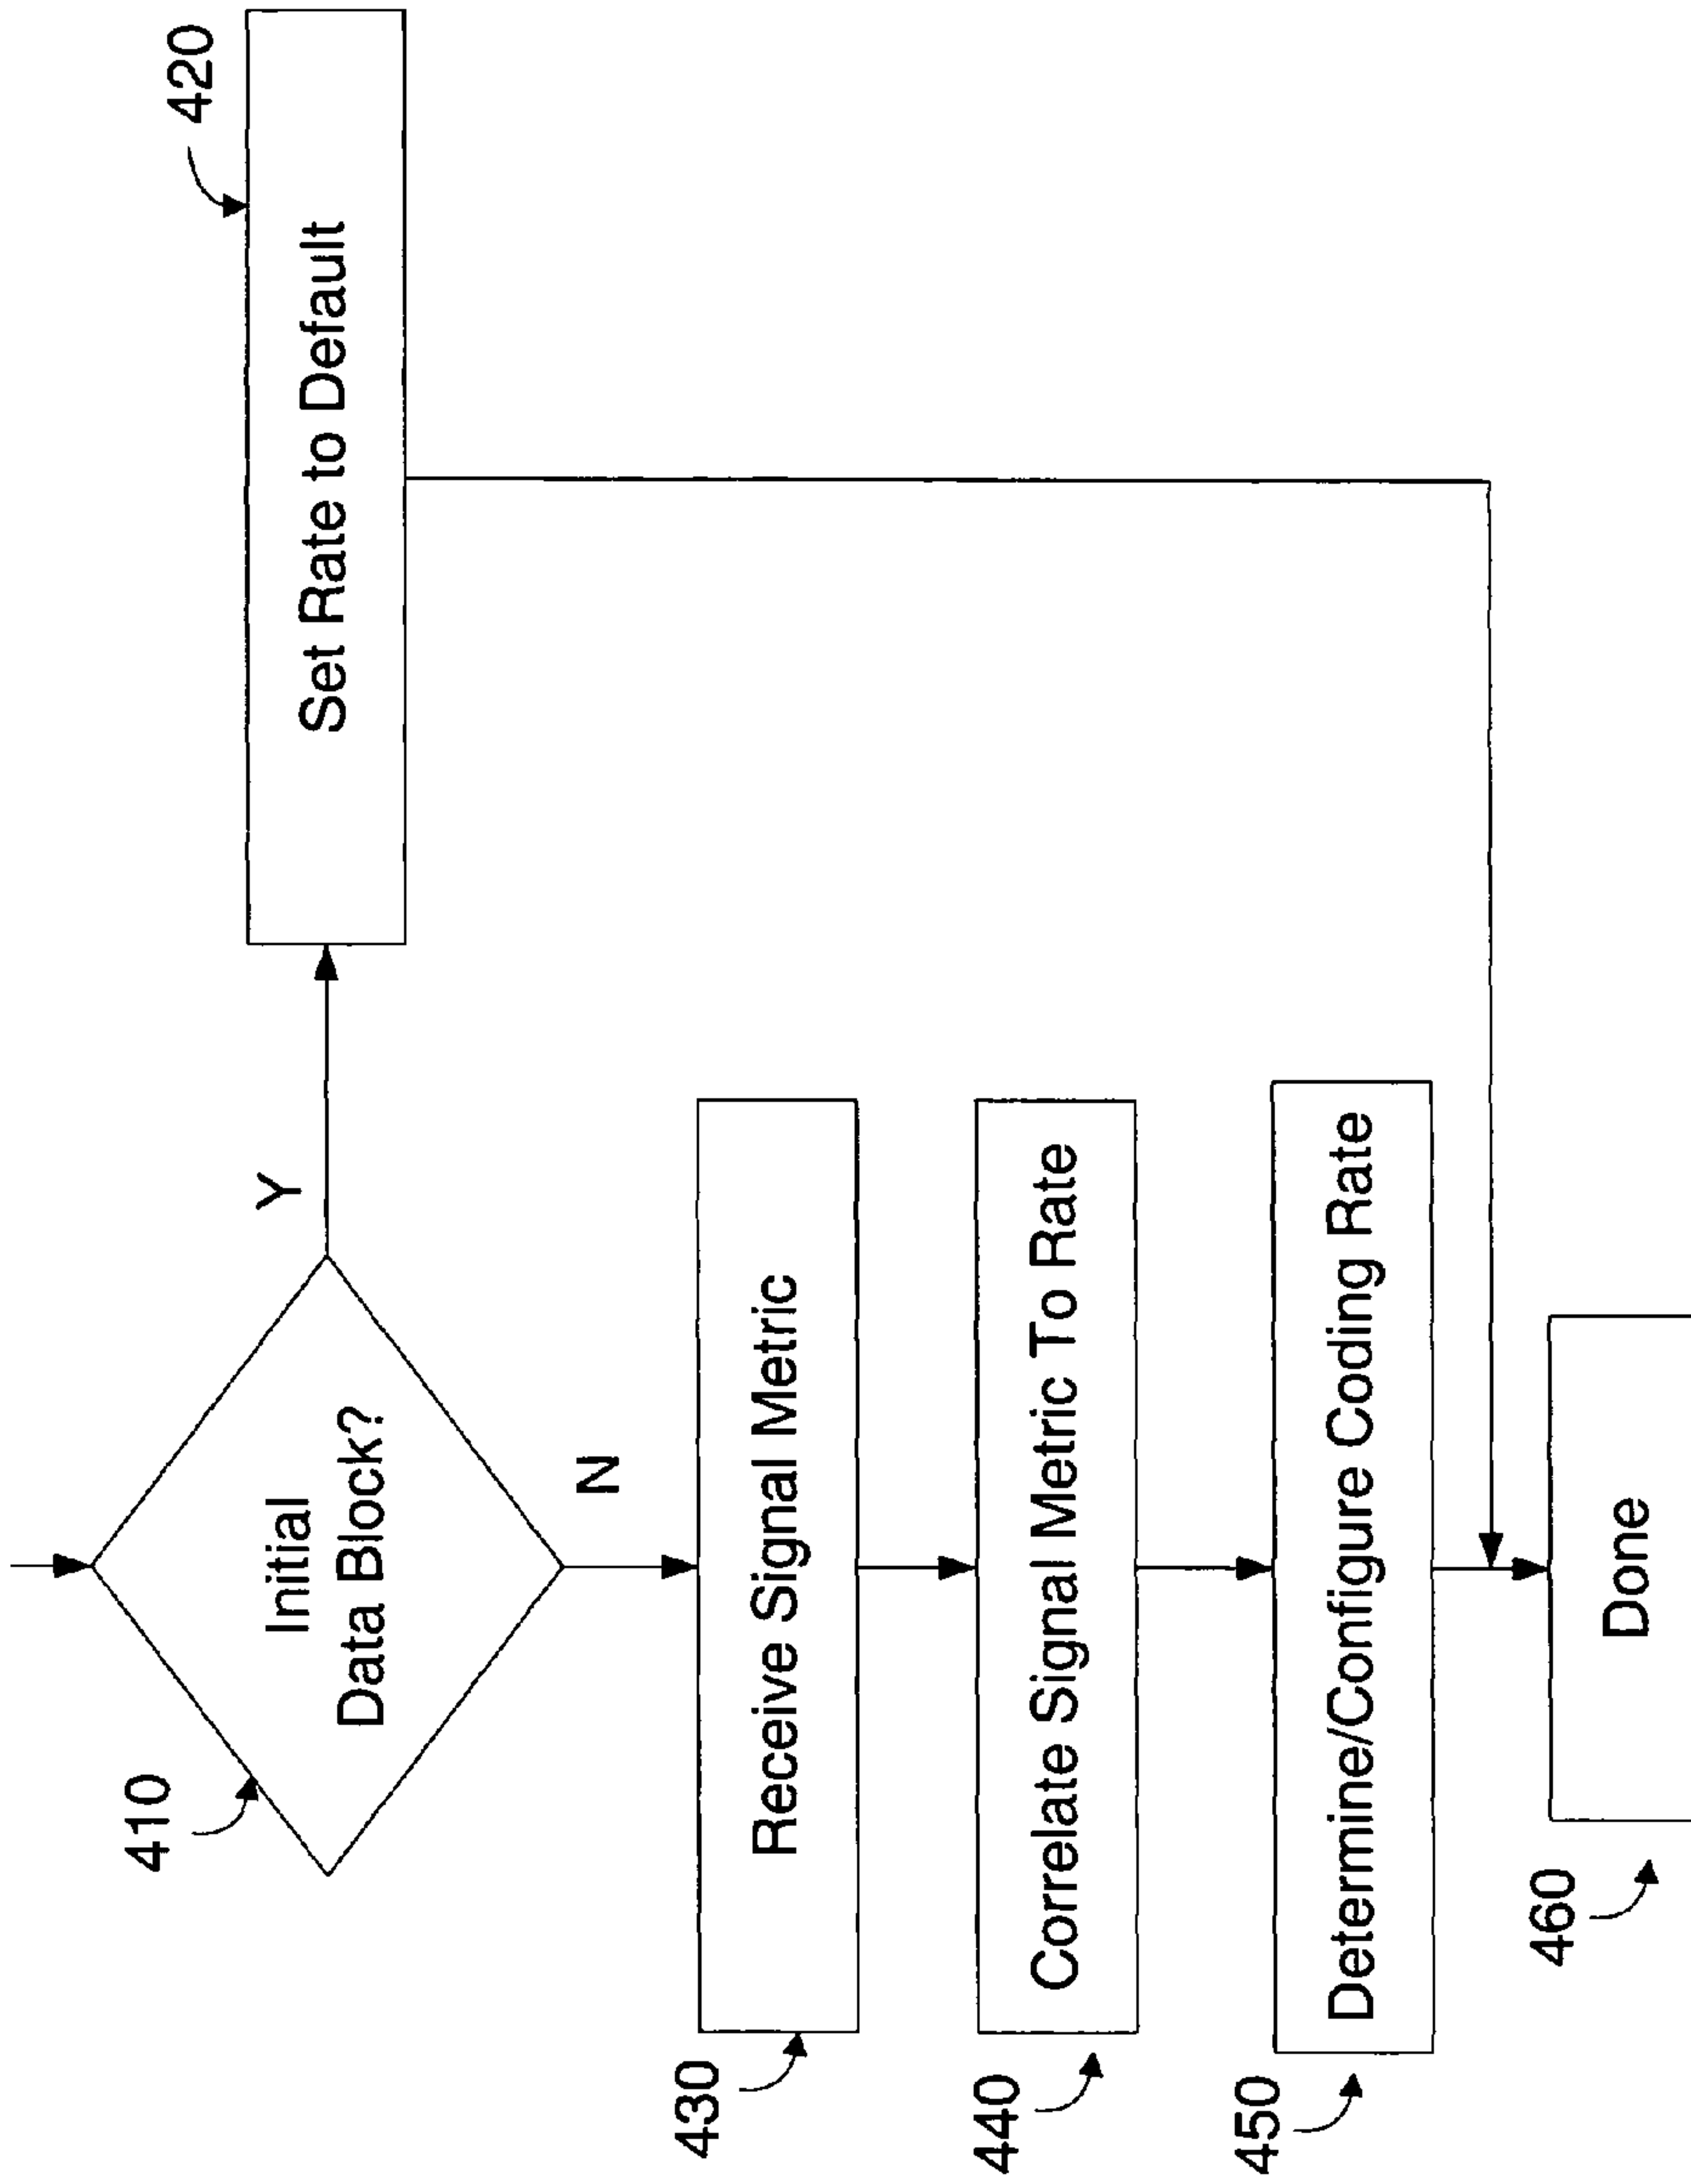 410
Initial
Data Block?
Y
420
Set Rate to Default
N
430
Receive Signal Metric
440
Correlate Signal Metric To Rate
450
Determine/Configure Coding Rate
460
Done